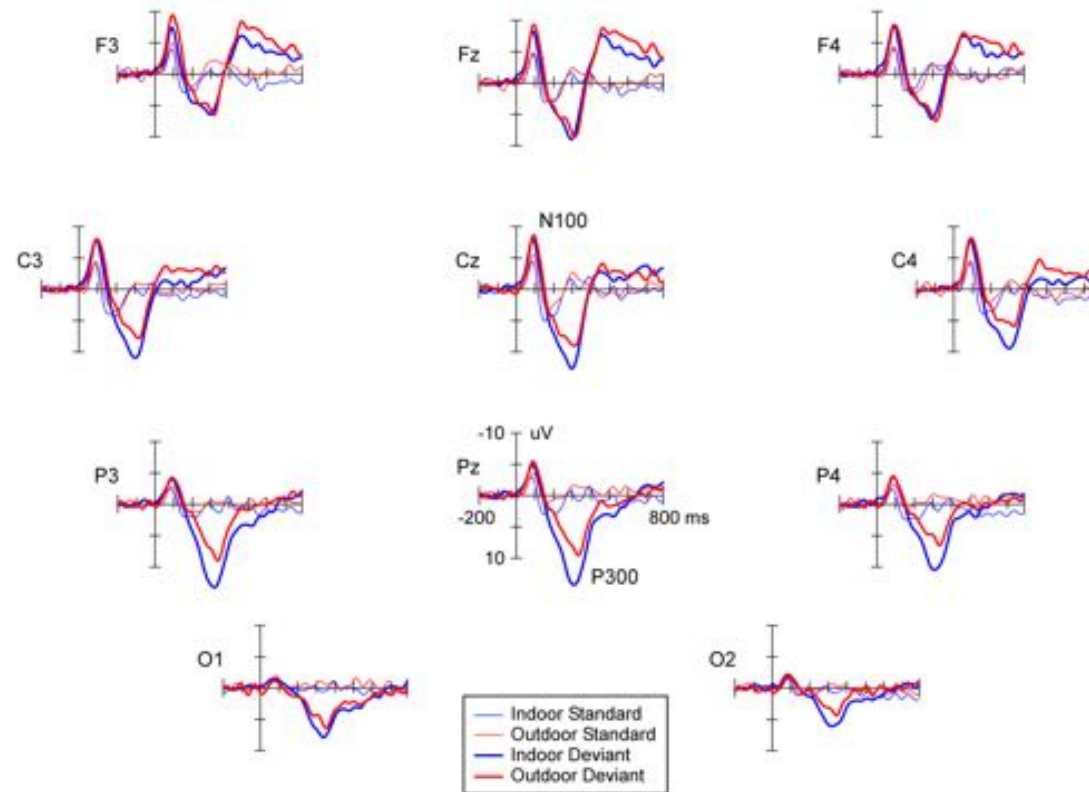 F3
Fz
F4
N100
C3
Cz
C4
-10 uV
P3
Pz
P4
-200
800 ms
10
P300
O1
O2
Indoor Standard
Outdoor Standard
Indoor Deviant
Outdoor Deviant